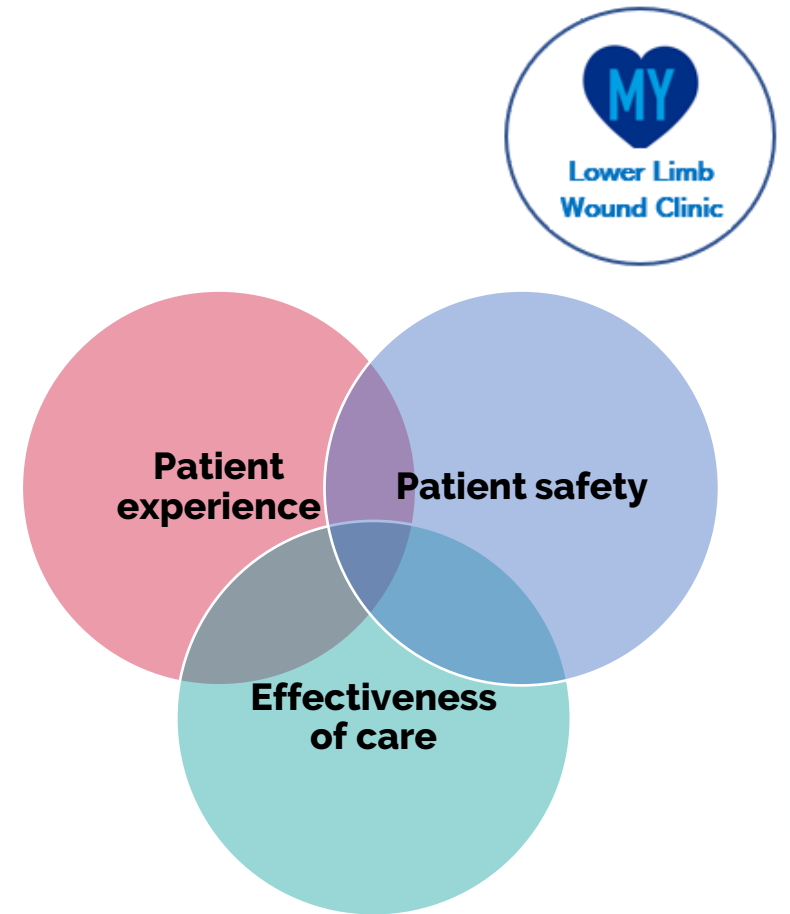 MY
Lower Limb
Wound Clinic
Patient
experience
Patient safety
Effectiveness
of care